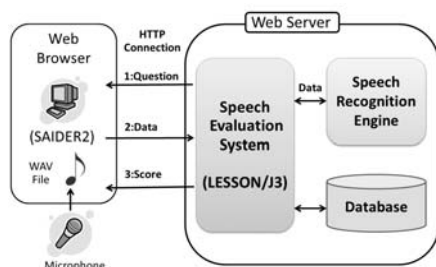 Web Server
Web
Browser
(SAIDER2)
WAV
File
Microphone
HTTP
Connection
1:Question
2:Data
3:Score
Speech
Evaluation
System
(LESSON/J3)
Data
Speech
Recognition
Engine
Database